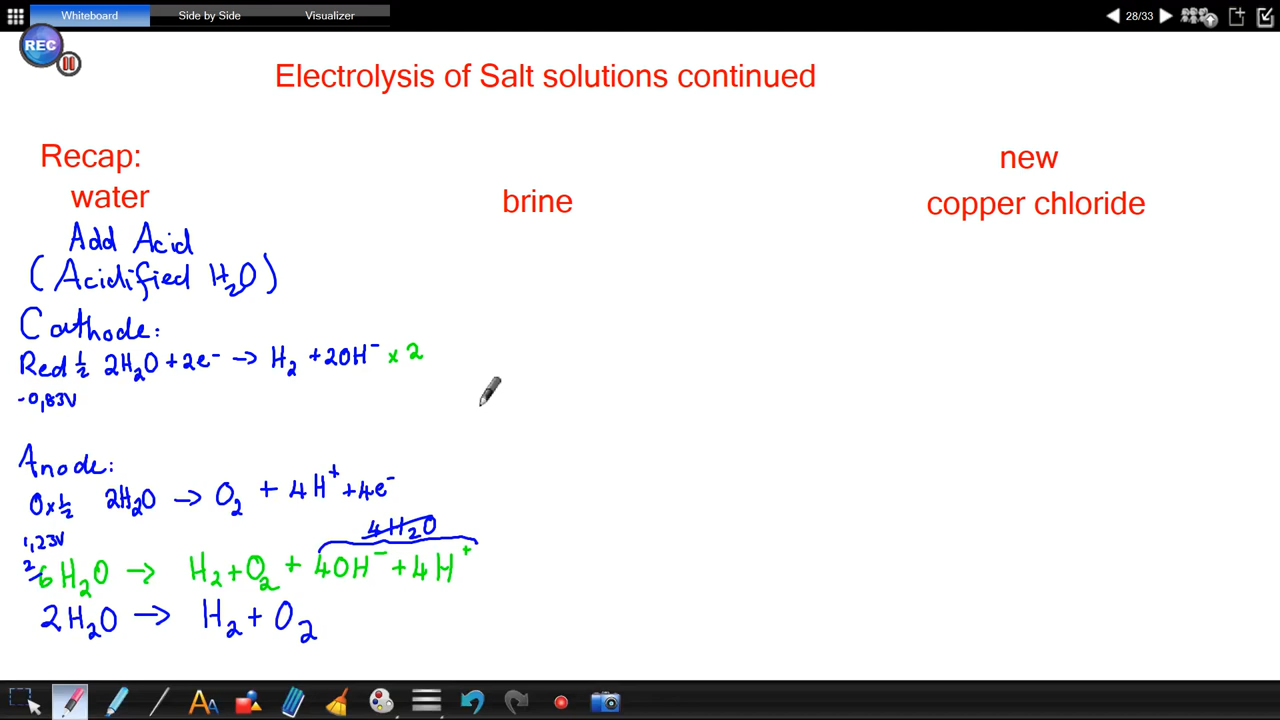 Whiteboard Side by Side Visualizer 28/33
REC
Electrolysis of Salt solutions continued
Recap:
new
water
brine
copper chloride
Add Acid
(Acidified H₂O)
Cathode:
Red ½ 2H₂O + 2e⁻ → H₂ + 2OH⁻ × 2
-0,83V
Anode:
Ox ½ 2H₂O → O₂ + 4H⁺ + 4e⁻
1,23V
4H₂O
2 6H₂O → H₂ + O₂ + 4OH⁻ + 4H⁺
2H₂O → H₂ + O₂